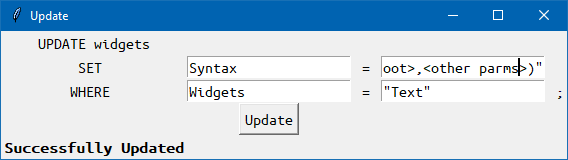 Update
UPDATE widgets
SET Syntax = oot>,<other parms>)"
WHERE Widgets = "Text" ;
Update
Successfully Updated